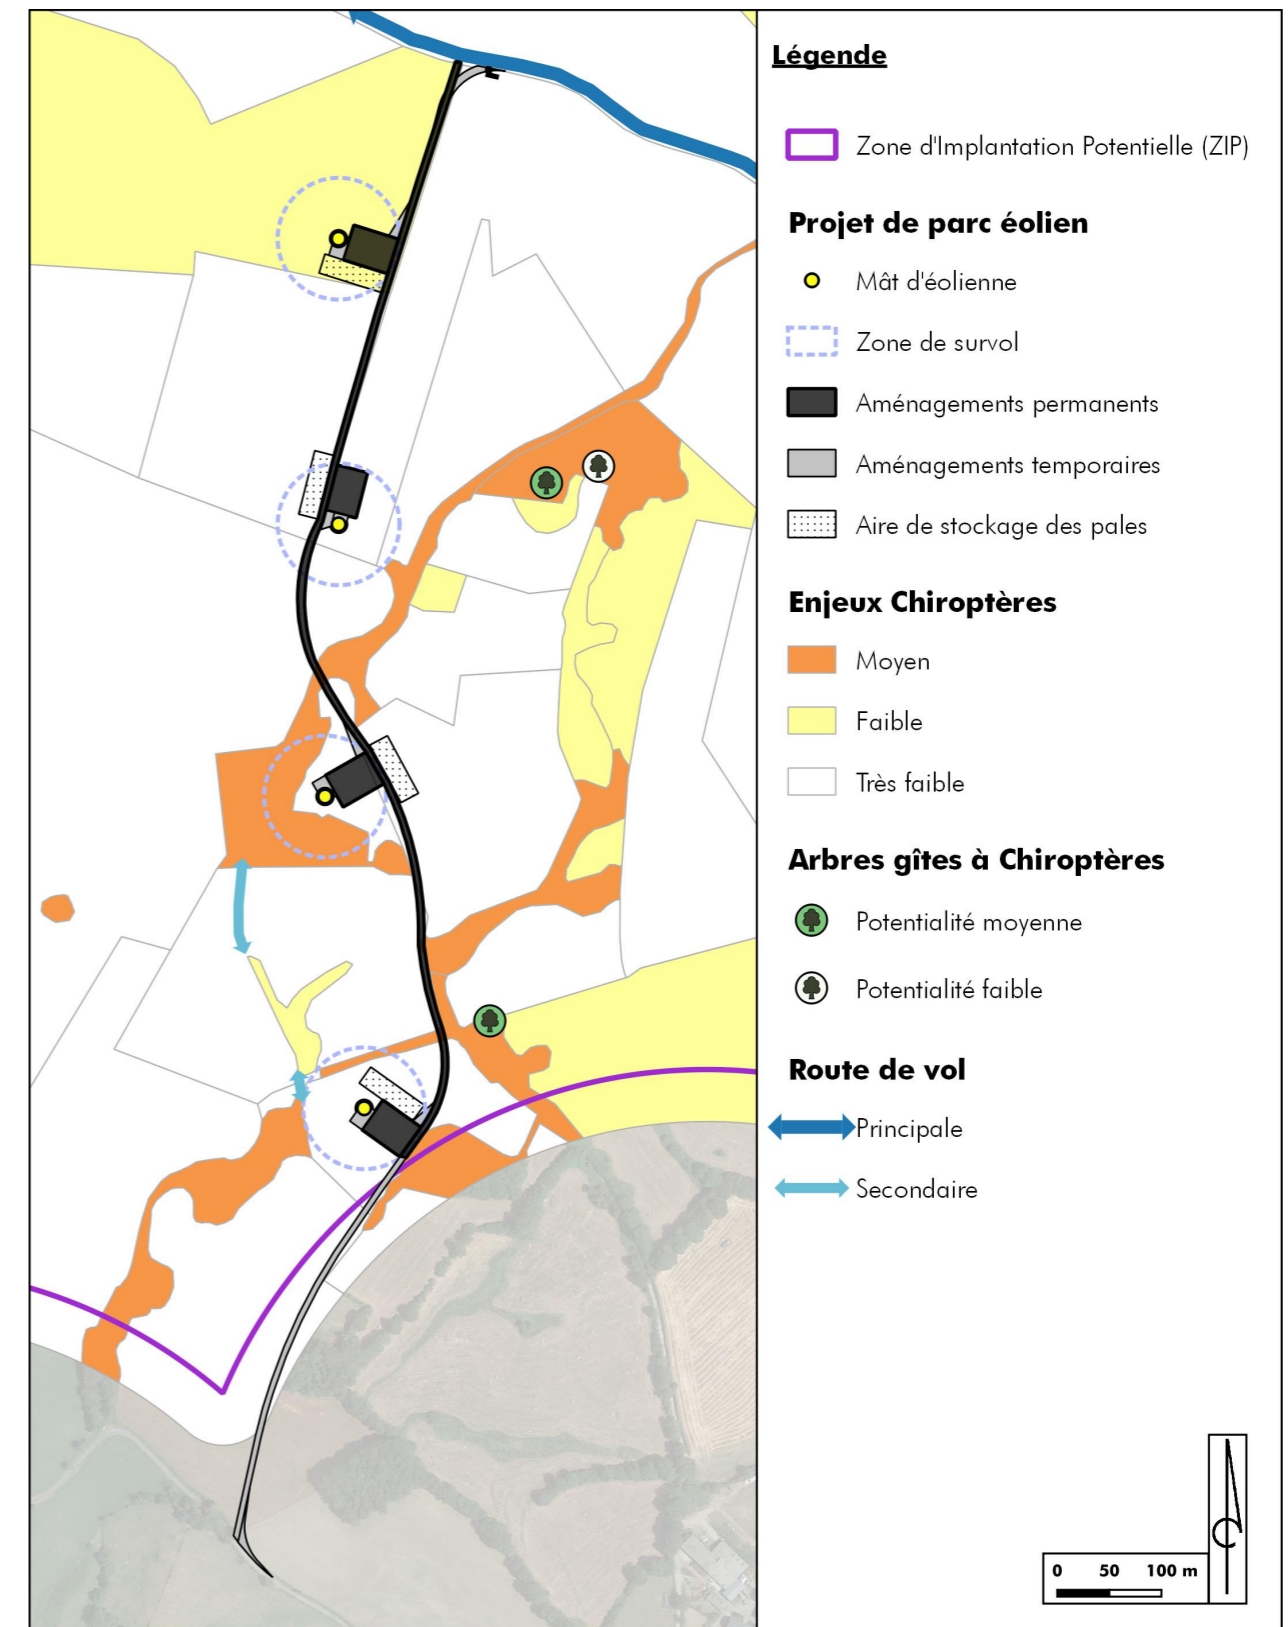 Légende
Zone d'Implantation Potentielle (ZIP)
Projet de parc éolien
Mât d'éolienne
Zone de survol
Aménagements permanents
Aménagements temporaires
Aire de stockage des pales
Enjeux Chiroptères
Moyen
Faible
Très faible
Arbres gîtes à Chiroptères
Potentialité moyenne
Potentialité faible
Route de vol
Principale
Secondaire
0 50 100 m